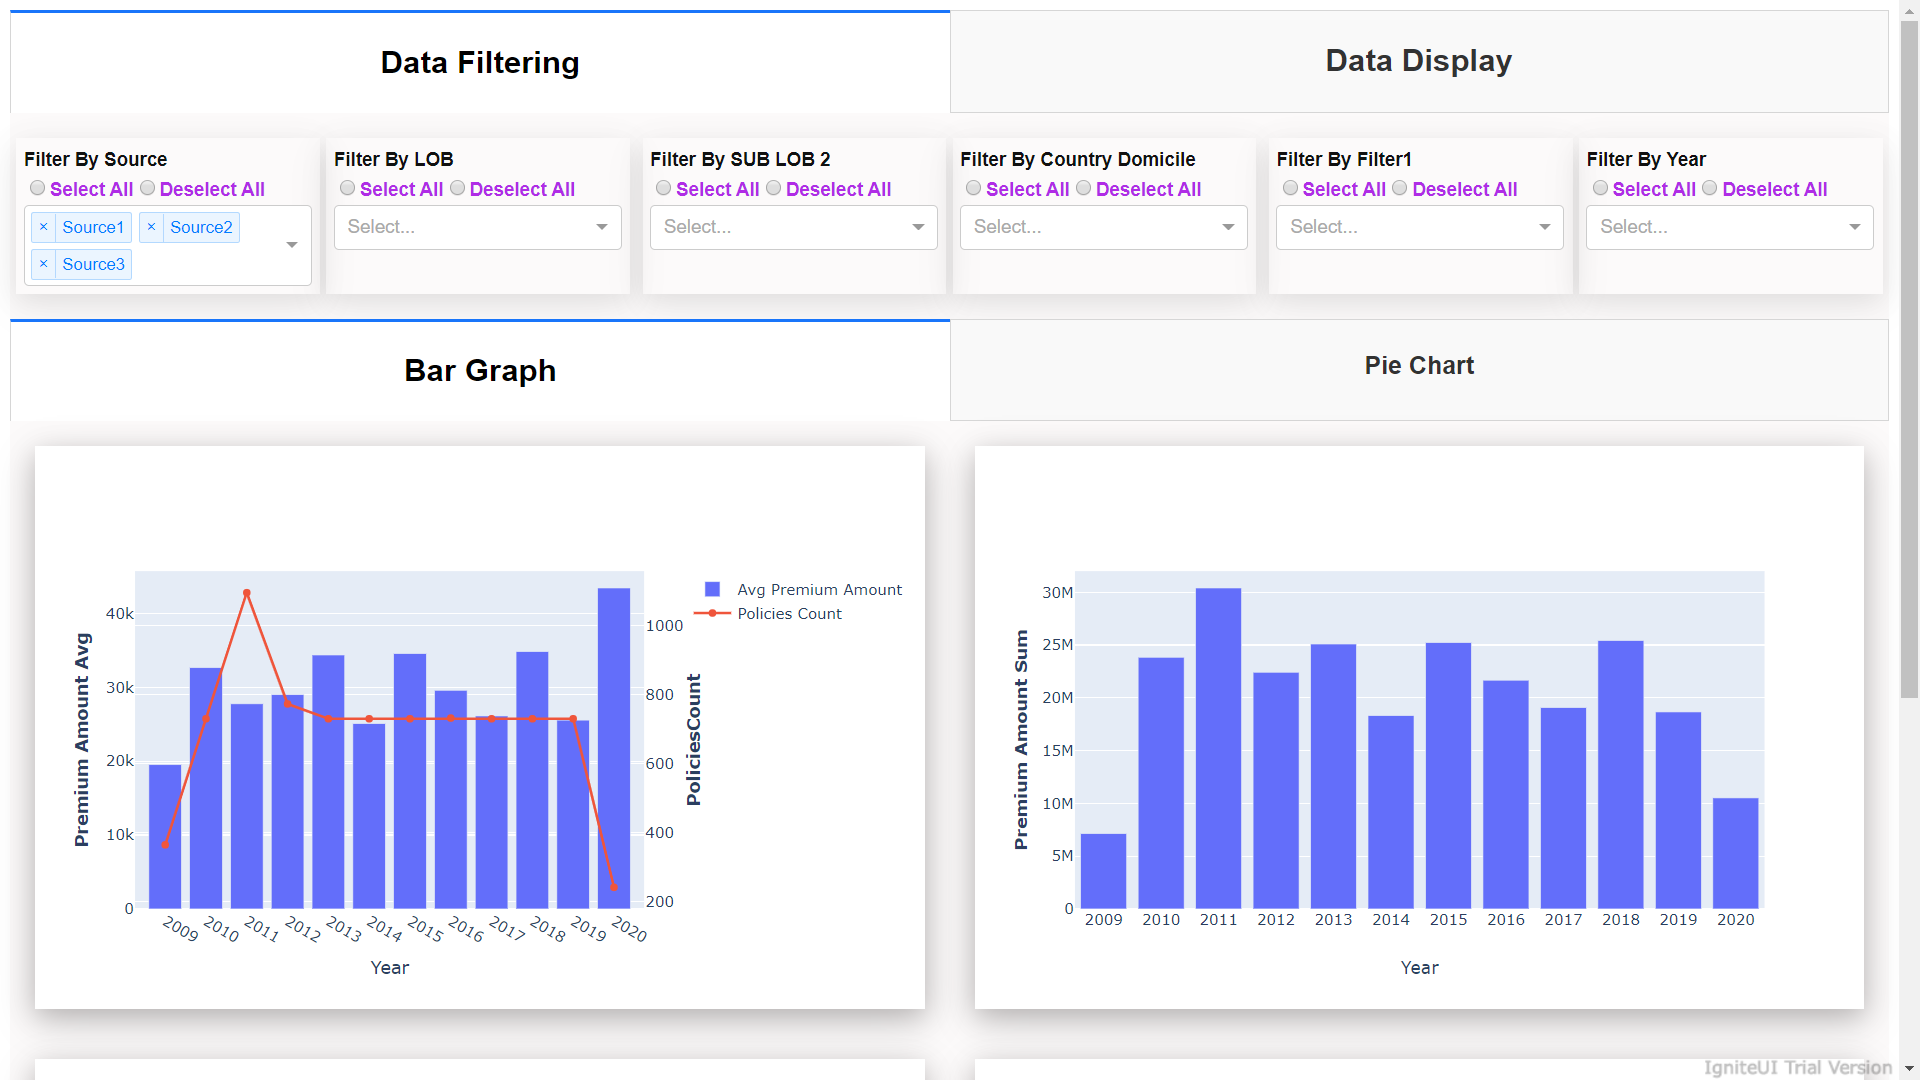 Data Filtering
Data Display
Filter By Source
Select All Deselect All
× Source1 × Source2
× Source3
Filter By LOB
Select All Deselect All
Select...
Filter By SUB LOB 2
Select All Deselect All
Select...
Filter By Country Domicile
Select All Deselect All
Select...
Filter By Filter1
Select All Deselect All
Select...
Filter By Year
Select All Deselect All
Select...
Bar Graph
Pie Chart
Premium Amount Avg
40k
30k
20k
10k
0
1000
800
600
400
200
PoliciesCount
Avg Premium Amount
Policies Count
2009 2010 2011 2012 2013 2014 2015 2016 2017 2018 2019 2020
Year
Premium Amount Sum
30M
25M
20M
15M
10M
5M
0
2009 2010 2011 2012 2013 2014 2015 2016 2017 2018 2019 2020
Year
IgniteUI Trial Version